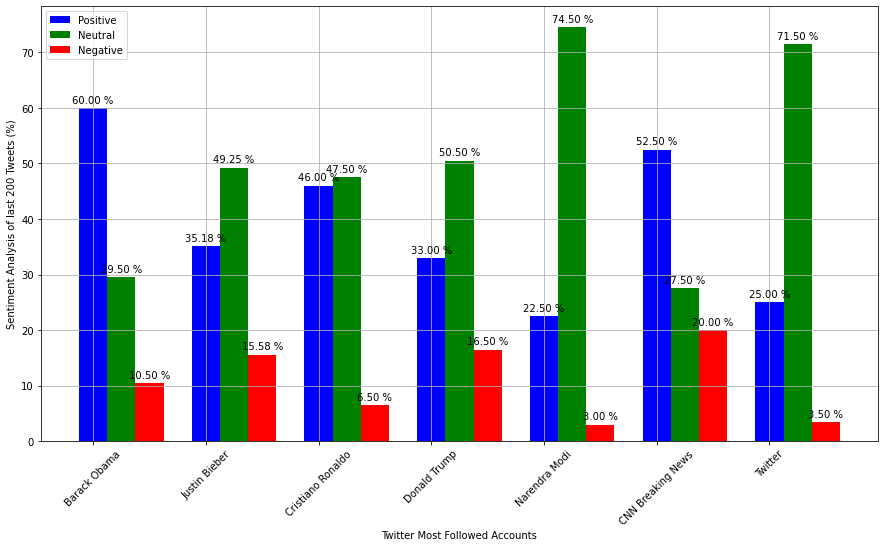 Positive
Neutral
Negative
Sentiment Analysis of last 200 Tweets (%)
70
60
50
40
30
20
10
0
60.00 %
29.50 %
10.50 %
35.18 %
49.25 %
15.58 %
46.00 %
47.50 %
6.50 %
33.00 %
50.50 %
16.50 %
22.50 %
74.50 %
3.00 %
52.50 %
27.50 %
20.00 %
25.00 %
71.50 %
3.50 %
Barack Obama
Justin Bieber
Cristiano Ronaldo
Donald Trump
Narendra Modi
CNN Breaking News
Twitter
Twitter Most Followed Accounts